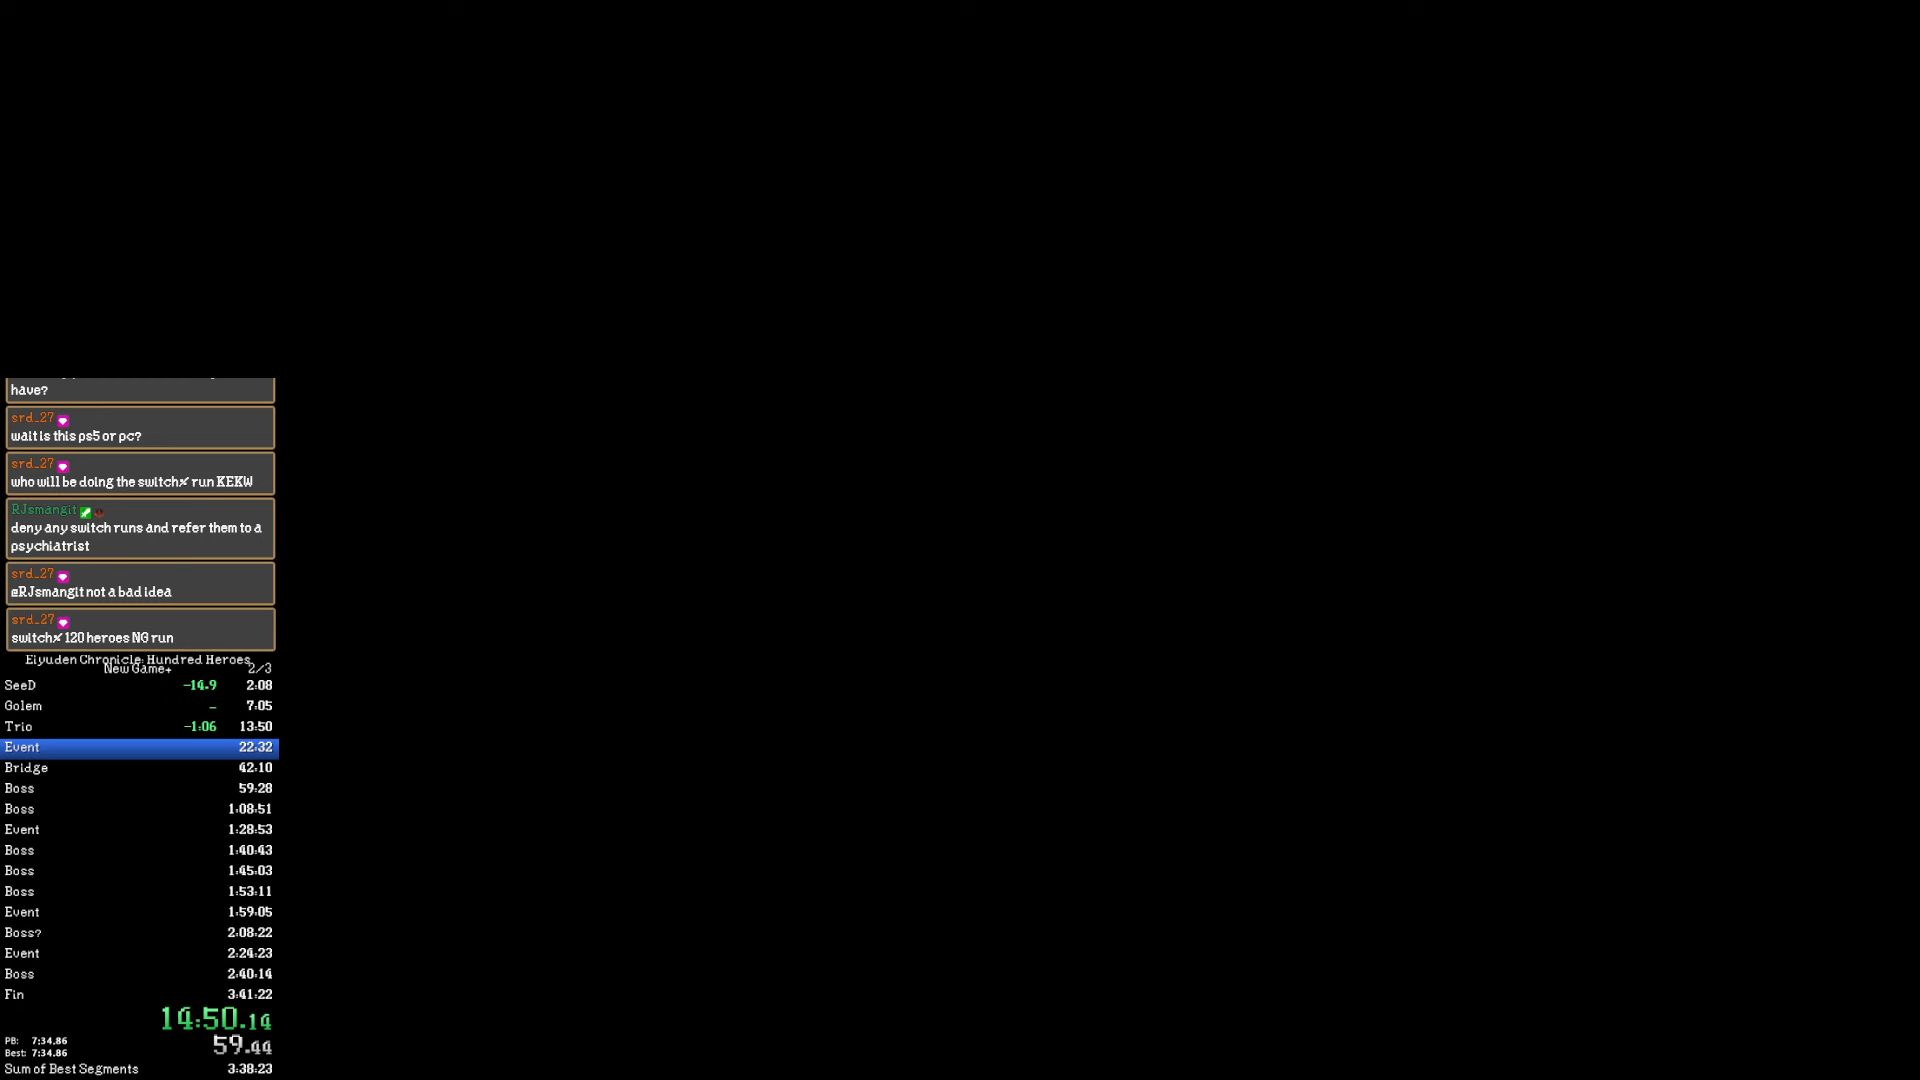 have?
srd_27
wait is this ps5 or pc?
srd_27
who will be doing the switch run KEKW
RJsmangit
deny any switch runs and refer them to a
psychiatrist
srd_27
@RJsmangit not a bad idea
srd_27
switch 120 heroes NG run
Eiyuden Chronicle: Hundred Heroes
New Game+ 2/3
SeeD -14.9 2:08
Golem - 7:05
Trio -1:06 13:50
Event 22:32
Bridge 42:10
Boss 59:28
Boss 1:08:51
Event 1:28:53
Boss 1:40:43
Boss 1:45:03
Boss 1:53:11
Event 1:59:05
Boss? 2:08:22
Event 2:24:23
Boss 2:40:14
Fin 3:41:22
14:50.14
PB: 7:34.86
59.44
Best: 7:34.86
Sum of Best Segments 3:38:23